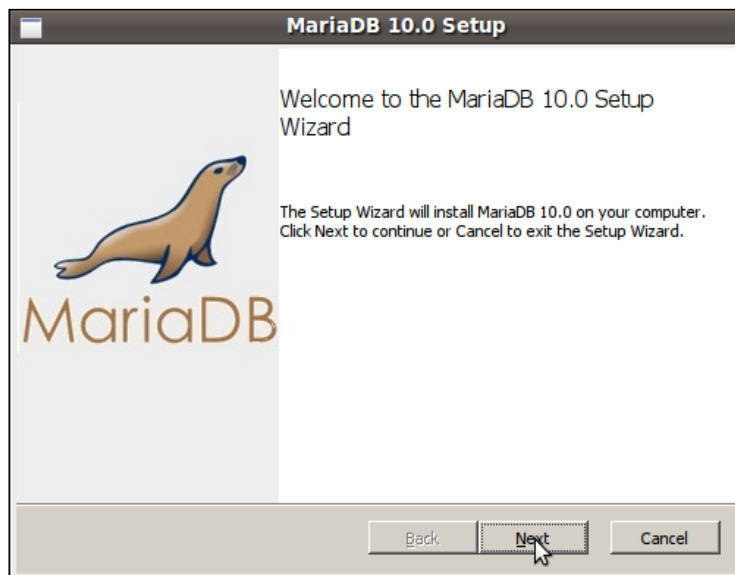 MariaDB 10.0 Setup
Welcome to the MariaDB 10.0 Setup
Wizard
The Setup Wizard will install MariaDB 10.0 on your computer.
Click Next to continue or Cancel to exit the Setup Wizard.
MariaDB
Back
Next
Cancel